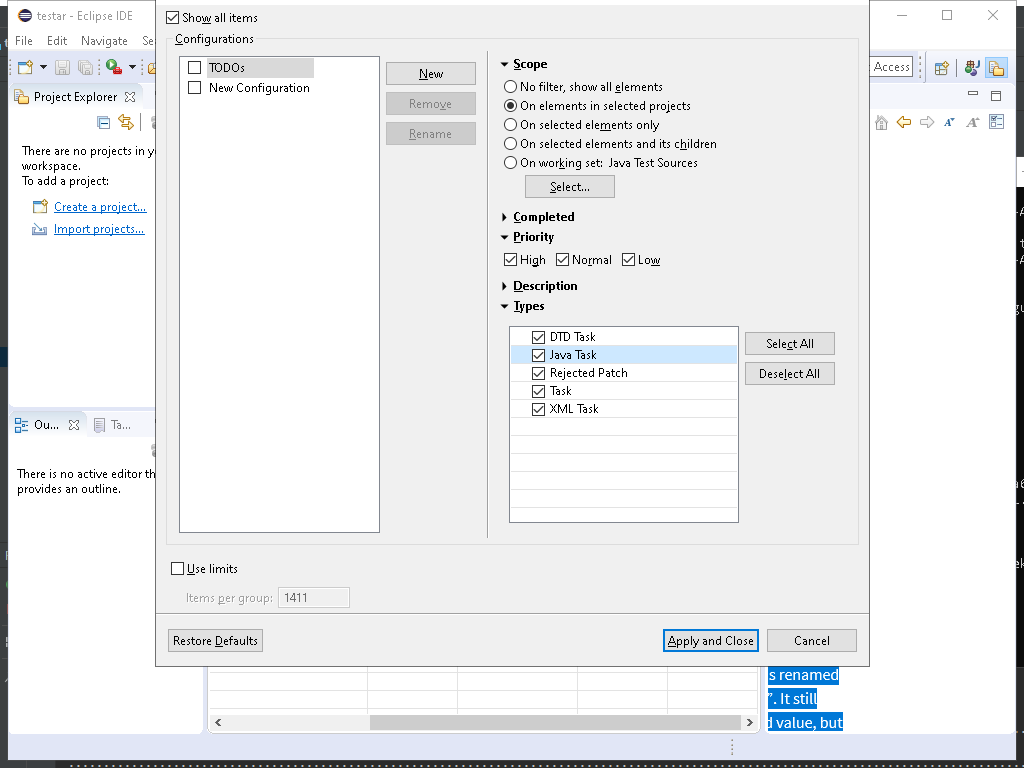 testar - Eclipse IDE
File Edit Navigate Se
Access
Project Explorer
There are no projects in y
workspace.
To add a project:
Create a project...
Import projects...
Ou...
Ta...
There is no active editor th
provides an outline.
Show all items
Configurations
TODOs
New Configuration
New
Remove
Rename
Scope
No filter, show all elements
On elements in selected projects
On selected elements only
On selected elements and its children
On working set: Java Test Sources
Select...
Completed
Priority
High Normal Low
Description
Types
DTD Task
Java Task
Rejected Patch
Task
XML Task
Select All
Deselect All
Use limits
Items per group: 1411
Restore Defaults
Apply and Close
Cancel
s renamed
". It still
d value, but